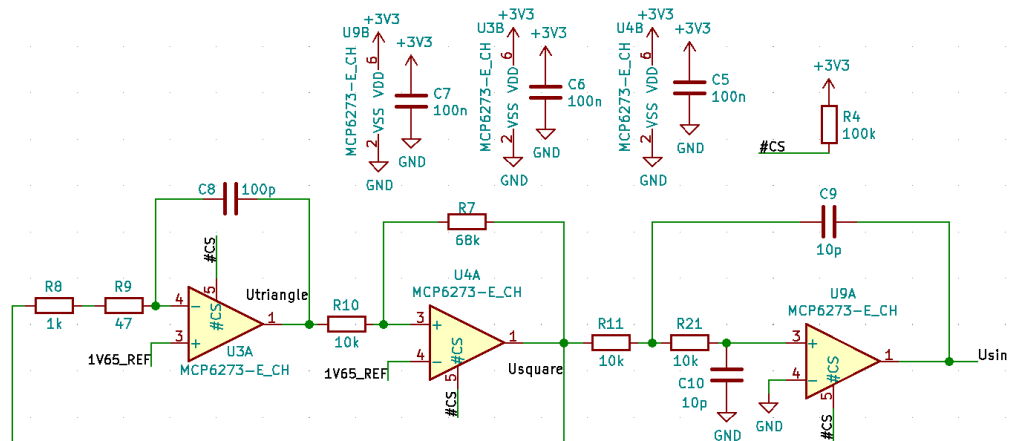 +3V3
U9B
+3V3
6
MCP6273-E_CH
VSS VDD
C7
100n
2
GND
GND
+3V3
U3B
+3V3
6
MCP6273-E_CH
VSS VDD
C6
100n
2
GND
GND
+3V3
U4B
+3V3
6
MCP6273-E_CH
VSS VDD
C5
100n
2
GND
GND
+3V3
R4
100k
#CS
C8
100p
#CS
R8
1k
R9
47
4
-
5
#CS
3
+
1
Utriangle
1V65_REF
U3A
MCP6273-E_CH
R7
68k
U4A
MCP6273-E_CH
R10
10k
3
+
4
-
#CS
5
1
1V65_REF
Usquare
#CS
C9
10p
R11
10k
R21
10k
C10
10p
GND
GND
U9A
MCP6273-E_CH
3
+
4
-
#CS
5
1
Usin
#CS